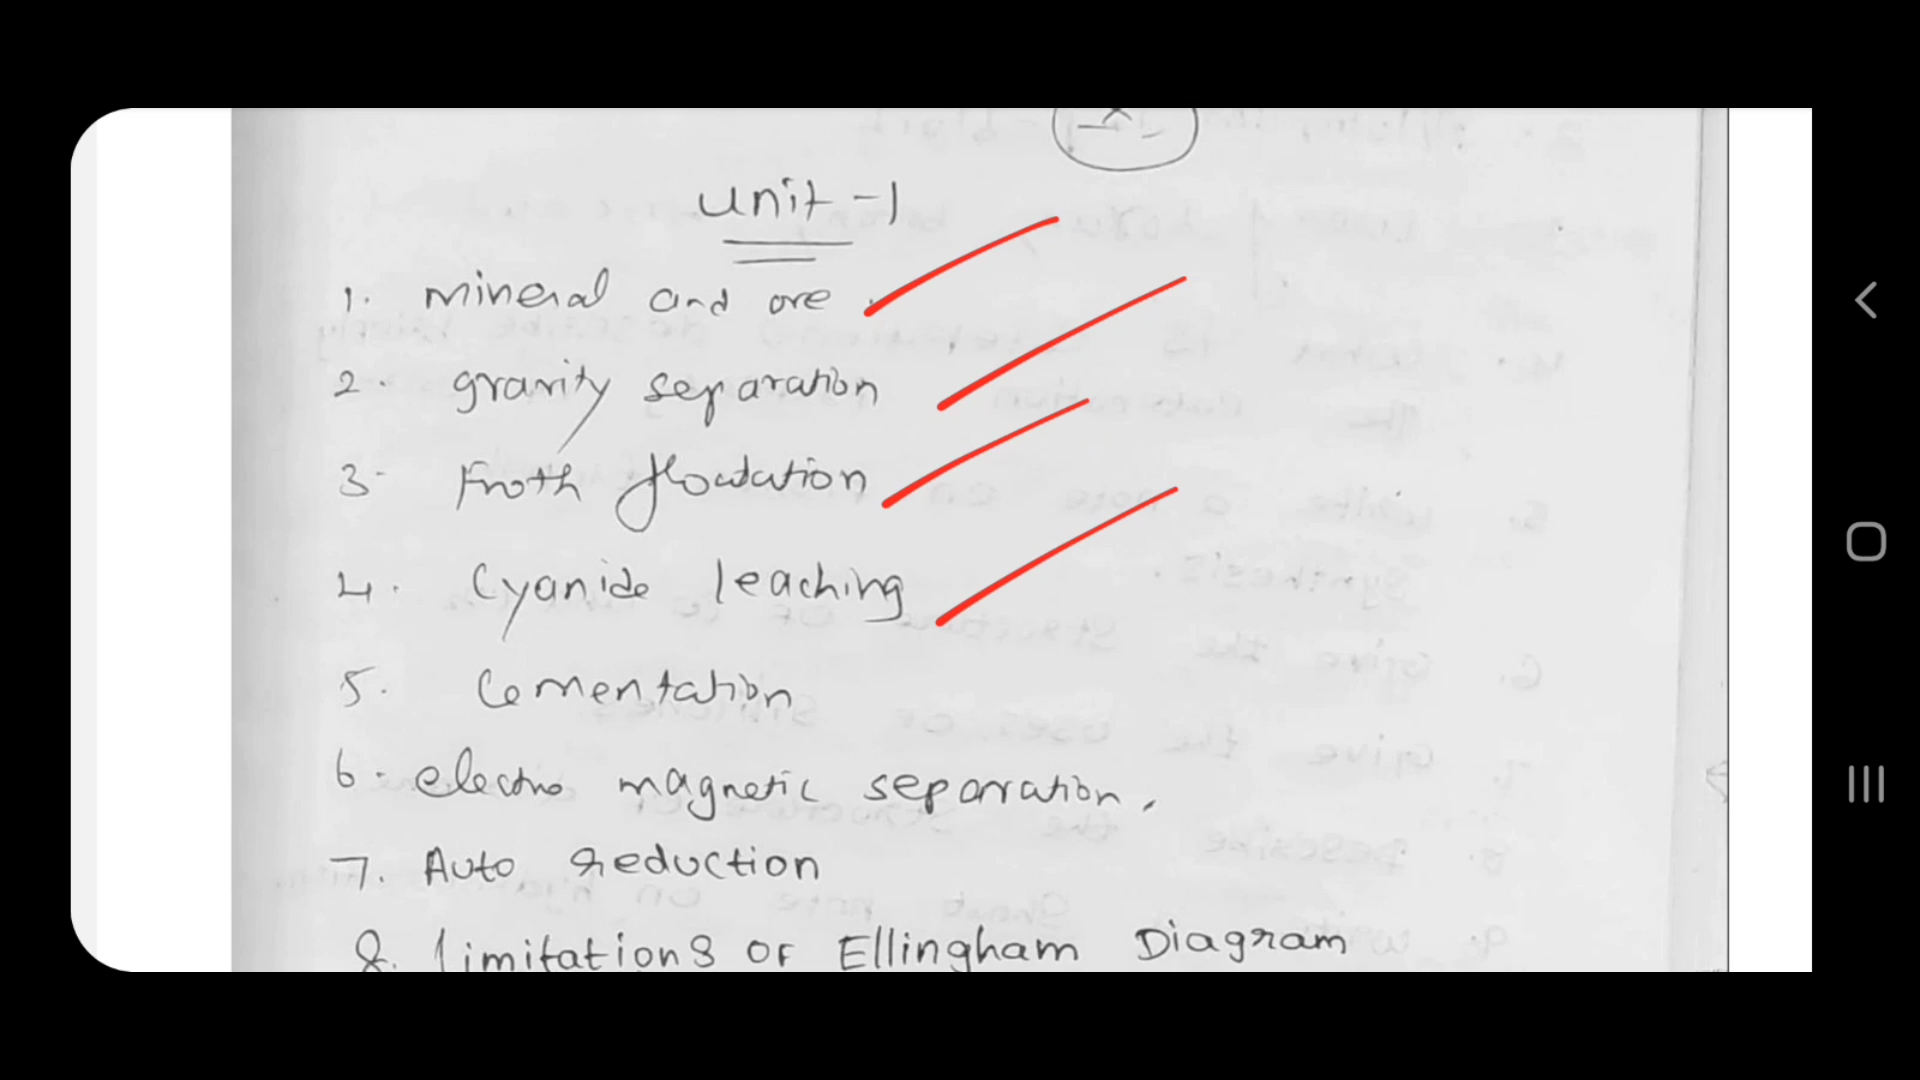 unit-1
1. mineral and ore.
2. gravity separation
3. Froth flowtation
4. Cyanide leaching
5. Cementation
6. electro magnetic separation.
7. Auto reduction
8. limitations OF Ellingham Diagram